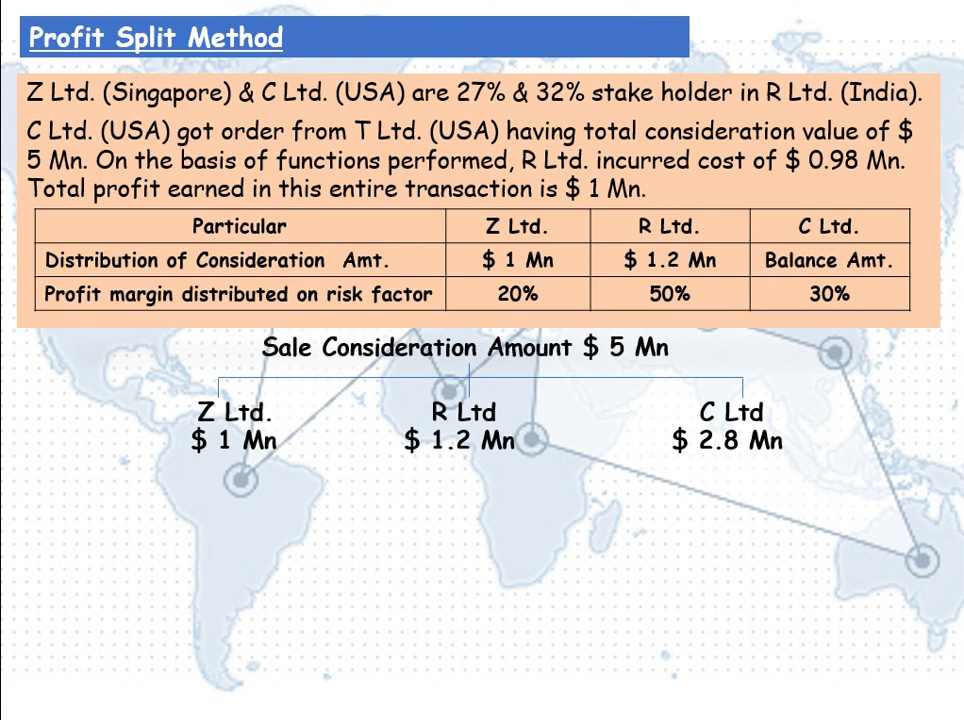 Profit Split Method
Z Ltd. (Singapore) & C Ltd. (USA) are 27% & 32% stake holder in R Ltd. (India).
C Ltd. (USA) got order from T Ltd. (USA) having total consideration value of $
5 Mn. On the basis of functions performed, R Ltd. incurred cost of $ 0.98 Mn.
Total profit earned in this entire transaction is $ 1 Mn.
Particular Z Ltd. R Ltd. C Ltd.
Distribution of Consideration Amt. $ 1 Mn $ 1.2 Mn Balance Amt.
Profit margin distributed on risk factor 20% 50% 30%
Sale Consideration Amount $ 5 Mn
Z Ltd. R Ltd C Ltd
$ 1 Mn $ 1.2 Mn $ 2.8 Mn